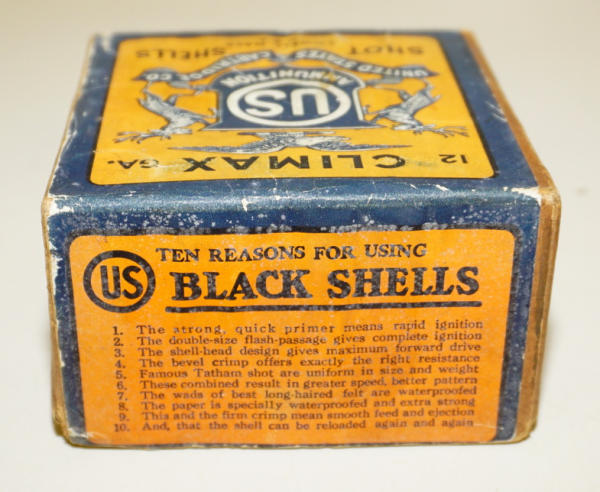 SHOT SHELLS
UNITED STATES CARTRIDGE CO.
US
AMMUNITION
12 CLIMAX GA.
US
TEN REASONS FOR USING
BLACK SHELLS
1. The strong, quick primer means rapid ignition
2. The double-size flash-passage gives complete ignition
3. The shell-head design gives maximum forward drive
4. The bevel crimp offers exactly the right resistance
5. Famous Tatham shot are uniform in size and weight
6. These combined result in greater speed, better pattern
7. The wads of best long-haired felt are waterproofed
8. The paper is specially waterproofed and extra strong
9. This and the firm crimp mean smooth feed and ejection
10. And, that the shell can be reloaded again and again